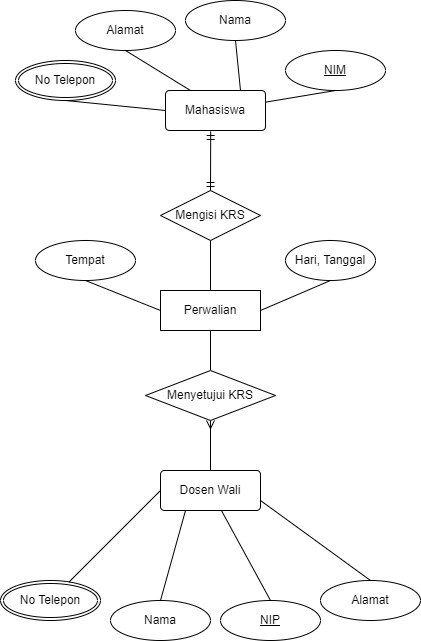 Nama
Alamat
No Telepon
NIM
Mahasiswa
Mengisi KRS
Tempat
Hari, Tanggal
Perwalian
Menyetujui KRS
Dosen Wali
No Telepon
Nama
NIP
Alamat